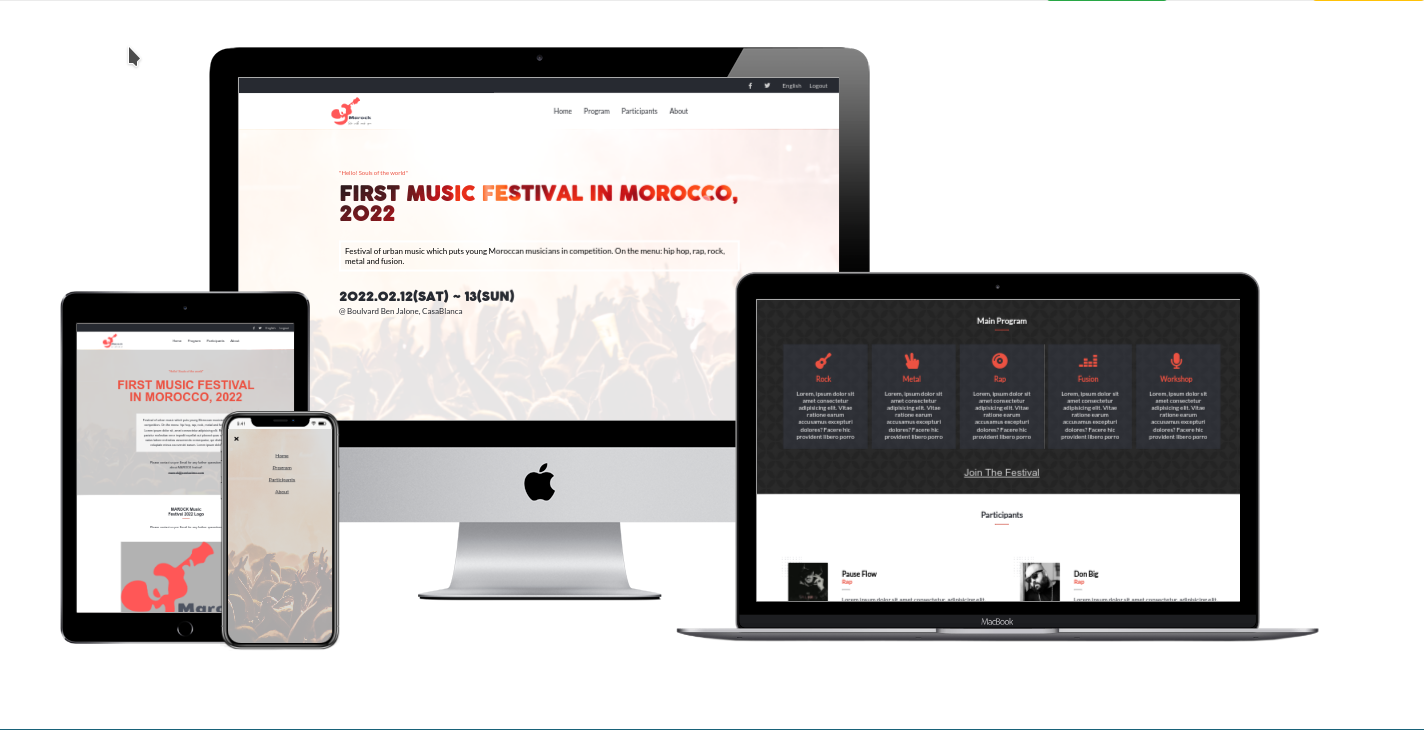 English Logout
Marock
Home Program Participants About
"Hello! Souls of the world"
FIRST MUSIC FESTIVAL IN MOROCCO,
2022
Festival of urban music which puts young Moroccan musicians in competition. On the menu: hip hop, rap, rock,
metal and fusion.
2022.02.12(SAT) ~ 13(SUN)
@ Boulvard Ben Jalone, CasaBlanca
English Logout
Home Program Participants About
"Hello! Souls of the world"
FIRST MUSIC FESTIVAL
IN MOROCCO, 2022
MAROCK Music
Festival 2022 Logo
Maro
Home
Program
Participants
About
Main Program
Rock Metal Rap Fusion Workshop
Lorem, ipsum dolor sit Lorem, ipsum dolor sit Lorem, ipsum dolor sit Lorem, ipsum dolor sit Lorem, ipsum dolor sit
amet consectetur amet consectetur amet consectetur amet consectetur amet consectetur
adipisicing elit. Vitae adipisicing elit. Vitae adipisicing elit. Vitae adipisicing elit. Vitae adipisicing elit. Vitae
ratione earum ratione earum ratione earum ratione earum ratione earum
accusamus excepturi accusamus excepturi accusamus excepturi accusamus excepturi accusamus excepturi
dolores? Facere hic dolores? Facere hic dolores? Facere hic dolores? Facere hic dolores? Facere hic
provident libero porro provident libero porro provident libero porro provident libero porro provident libero porro
Join The Festival
Participants
Pause Flow Don Big
Rap Rap
Lorem ipsum dolor sit amet consectetur, adipisicing elit. Lorem ipsum dolor sit amet consectetur, adipisicing elit.
MacBook